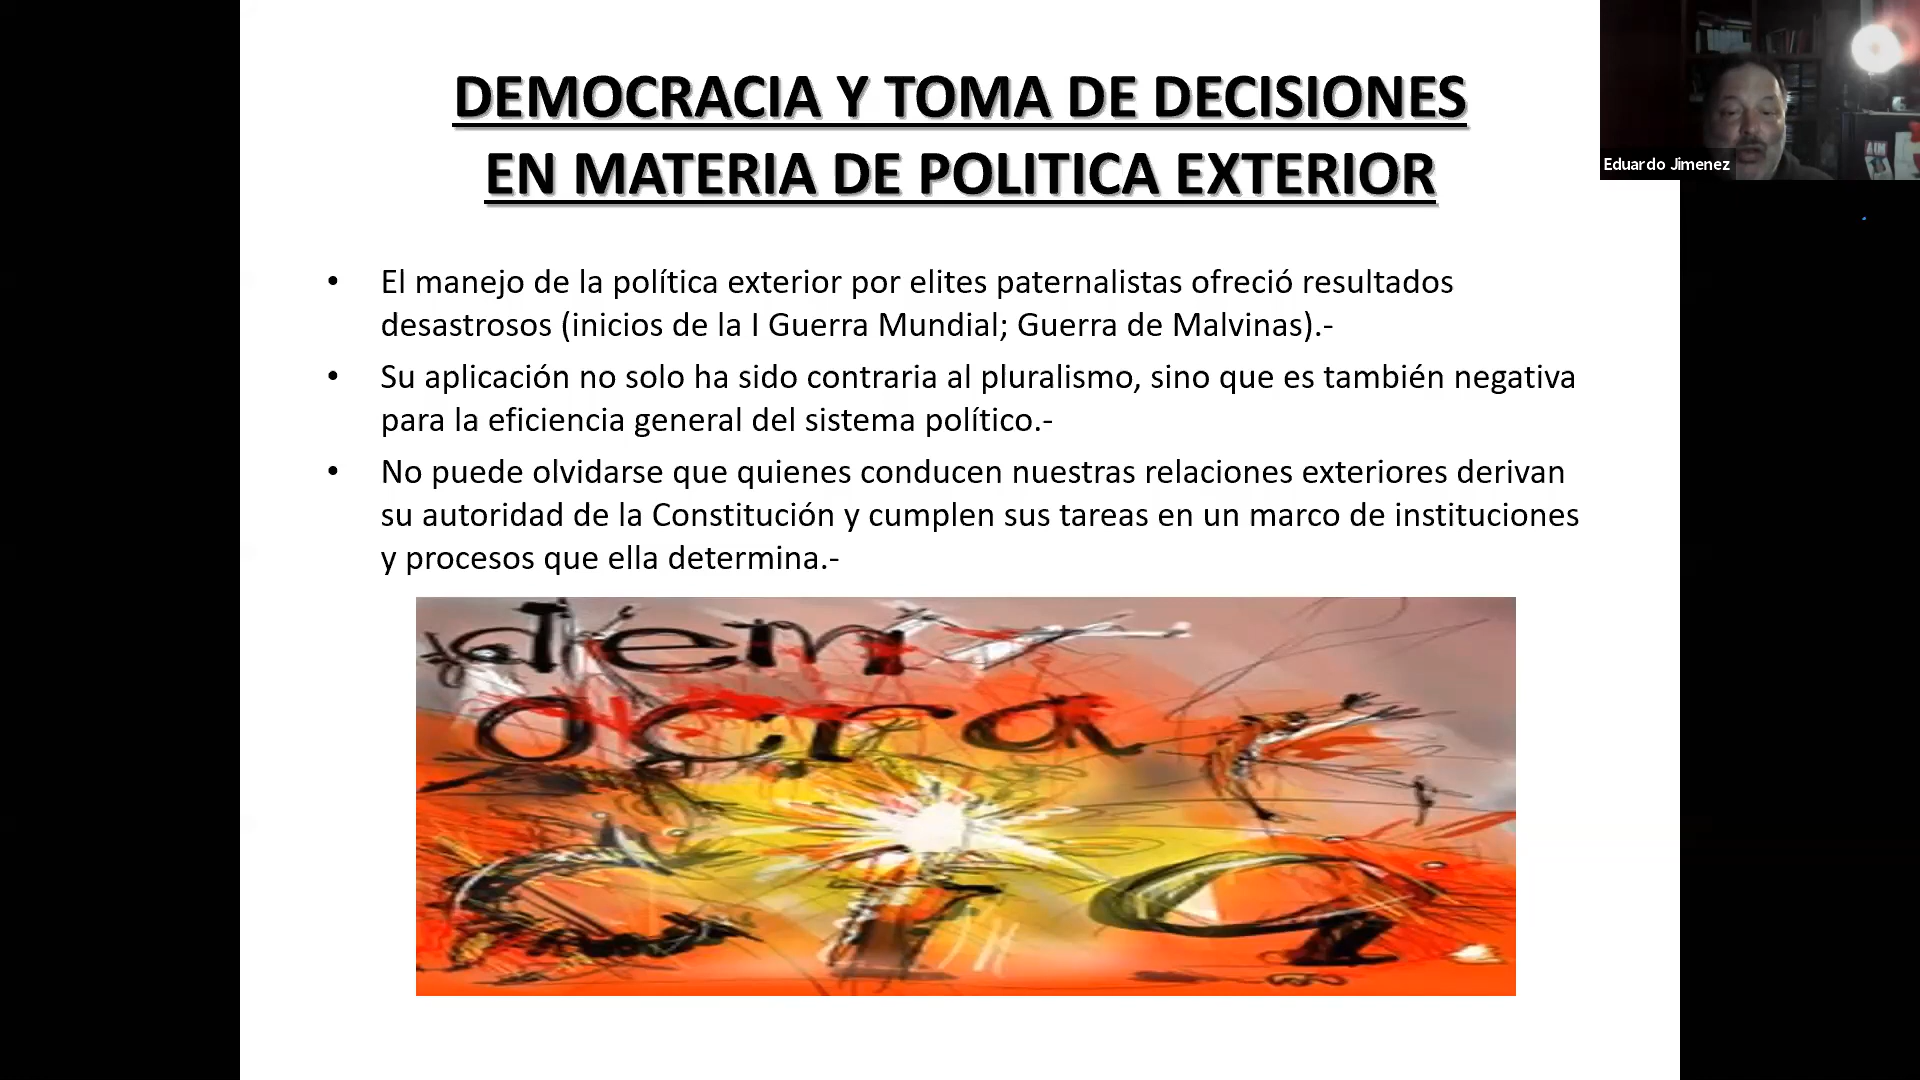 DEMOCRACIA Y TOMA DE DECISIONES
EN MATERIA DE POLITICA EXTERIOR
Eduardo Jimenez
• El manejo de la política exterior por elites paternalistas ofreció resultados
desastrosos (inicios de la I Guerra Mundial; Guerra de Malvinas).-
• Su aplicación no solo ha sido contraria al pluralismo, sino que es también negativa
para la eficiencia general del sistema político.-
• No puede olvidarse que quienes conducen nuestras relaciones exteriores derivan
su autoridad de la Constitución y cumplen sus tareas en un marco de instituciones
y procesos que ella determina.-
dem
ocra
cia